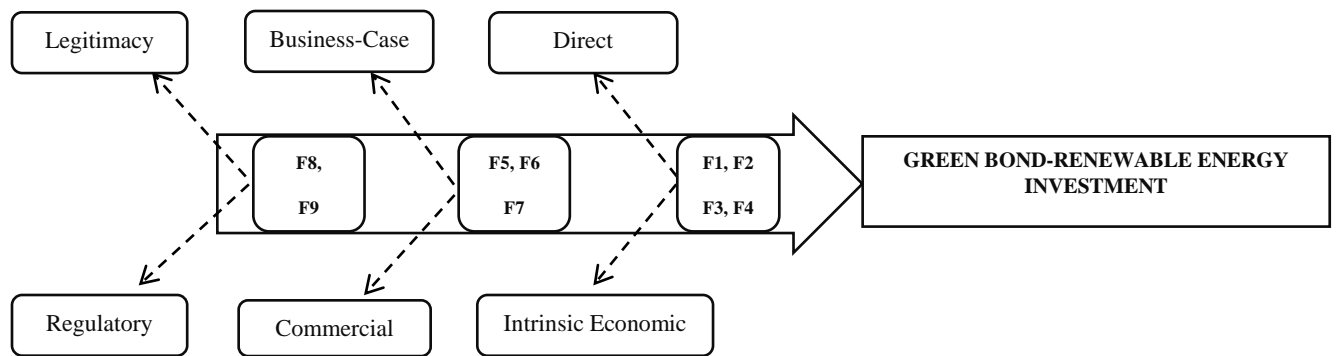 Legitimacy
Business-Case
Direct
F8,
F9
F5, F6
F7
F1, F2
F3, F4
GREEN BOND-RENEWABLE ENERGY
INVESTMENT
Regulatory
Commercial
Intrinsic Economic